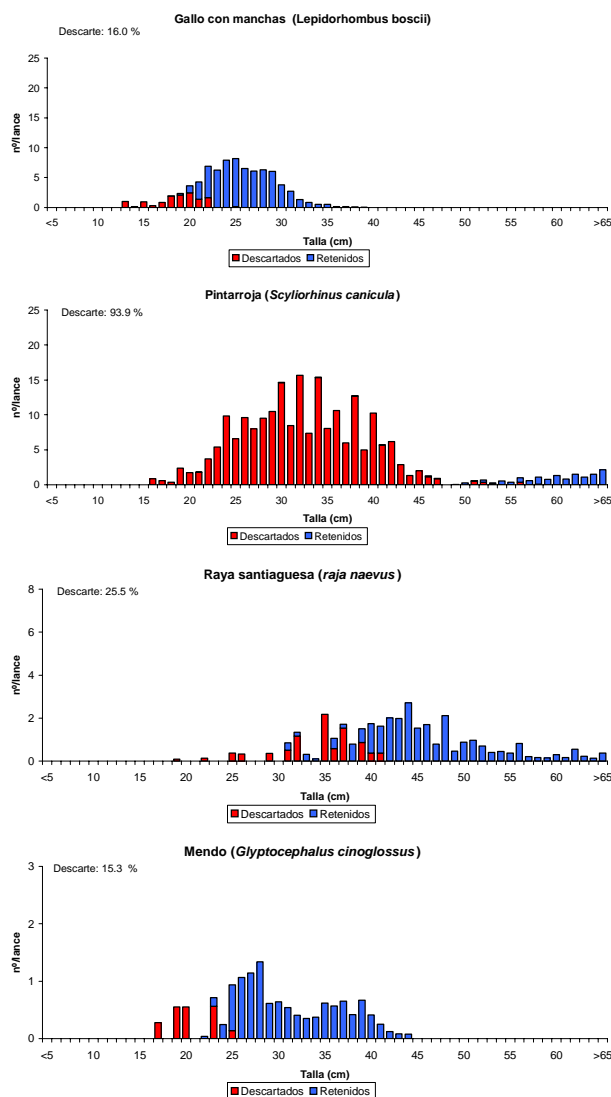 Gallo con manchas (Lepidorhombus boscii)
Descarte: 16.0 %
25
20
15
10
5
0
nº/lance
<5 10 15 20 25 30 35 40 45 50 55 60 >65
Talla (cm)
Descartados Retenidos
Pintarroja (Scyliorhinus canicula)
Descarte: 93.9 %
25
20
15
10
5
0
nº/lance
<5 10 15 20 25 30 35 40 45 50 55 60 >65
Talla (cm)
Descartados Retenidos
Raya santiaguesa (raja naevus)
Descarte: 25.5 %
8
6
4
2
0
nº/lance
<5 10 15 20 25 30 35 40 45 50 55 60 >65
Talla (cm)
Descartados Retenidos
Mendo (Glyptocephalus cinoglossus)
Descarte: 15.3 %
3
2
1
0
nº/lance
<5 10 15 20 25 30 35 40 45 50 55 60 >65
Talla (cm)
Descartados Retenidos